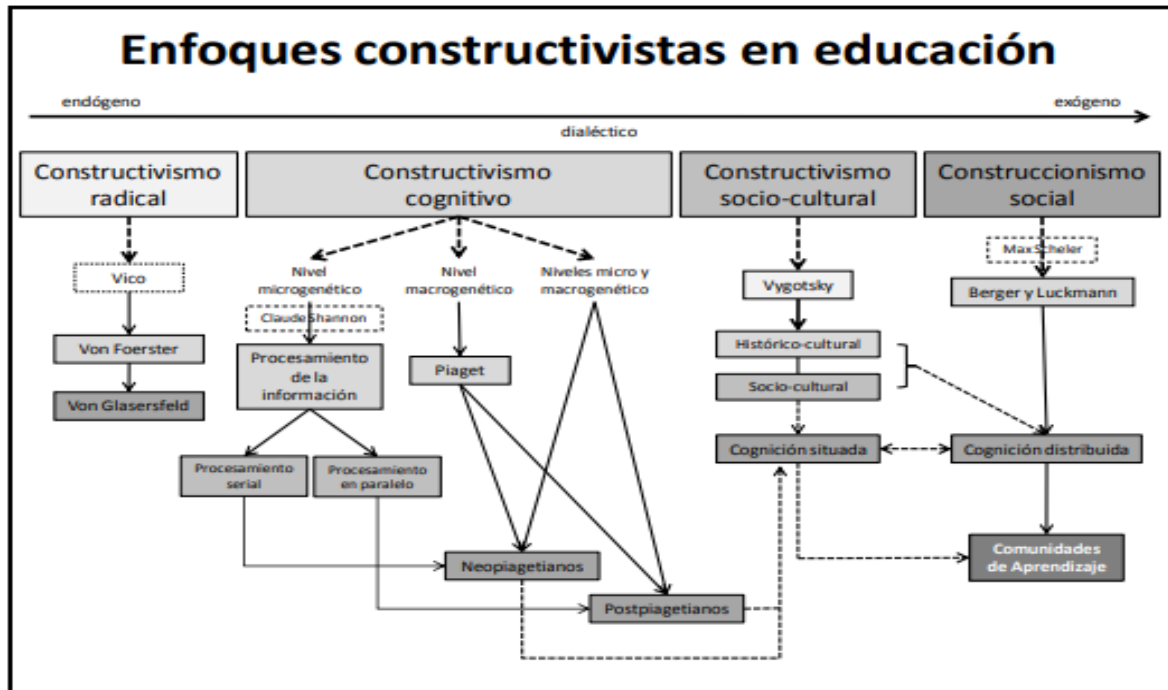 Enfoques constructivistas en educación
endógeno
exógeno
dialéctico
Constructivismo
radical
Constructivismo
cognitivo
Constructivismo
socio-cultural
Construccionismo
social
Vico
Von Foerster
Von Glasersfeld
Nivel
microgenético
Claude Shannon
Procesamiento
de la
información
Procesamiento
serial
Procesamiento
en paralelo
Nivel
macrogenético
Piaget
Niveles micro y
macrogenético
Neopiagetianos
Postpiagetianos
Vygotsky
Histórico-cultural
Socio-cultural
Cognición situada
Max Scheler
Berger y Luckmann
Cognición distribuida
Comunidades
de Aprendizaje